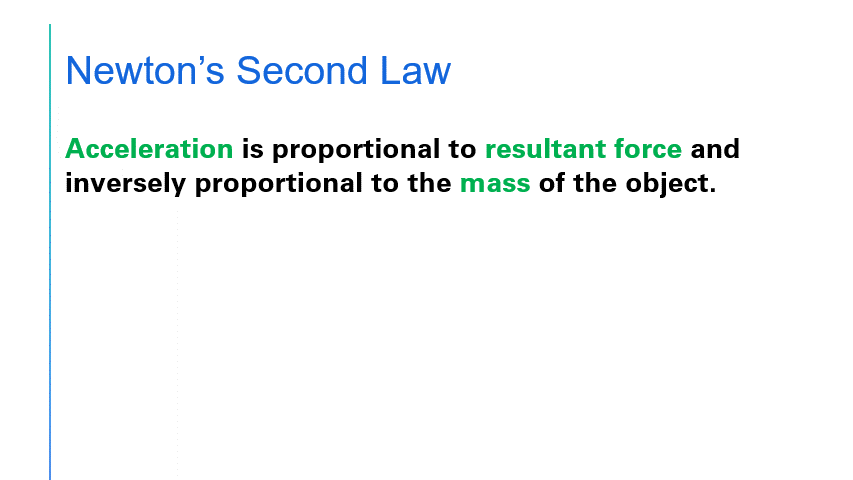 Newton’s Second Law
Acceleration is proportional to resultant force and
inversely proportional to the mass of the object.